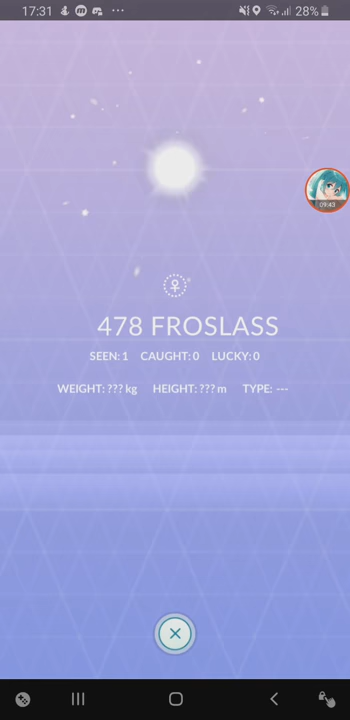 17:31 28%
09:43
478 FROSLASS
SEEN: 1 CAUGHT: 0 LUCKY: 0
WEIGHT: ??? kg HEIGHT: ??? m TYPE: ---